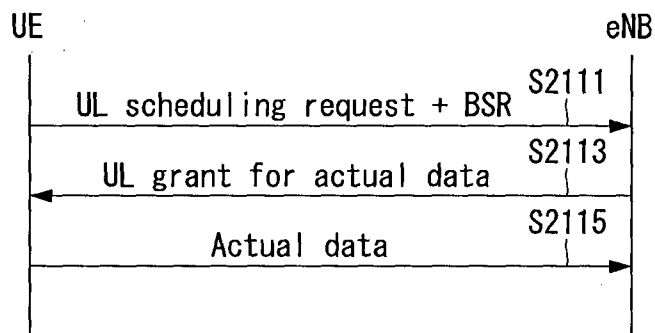 UE
eNB
S2111
UL scheduling request + BSR
S2113
UL grant for actual data
S2115
Actual data